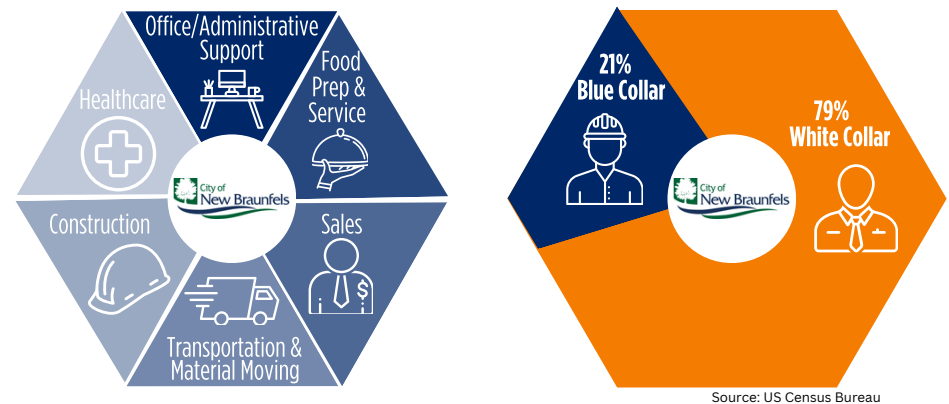 Office/Administrative
Support
Food
Prep &
Service
Healthcare
City of
New Braunfels
Construction
Sales
$
Transportation &
Material Moving
21%
Blue Collar
79%
White Collar
City of
New Braunfels
Source: US Census Bureau